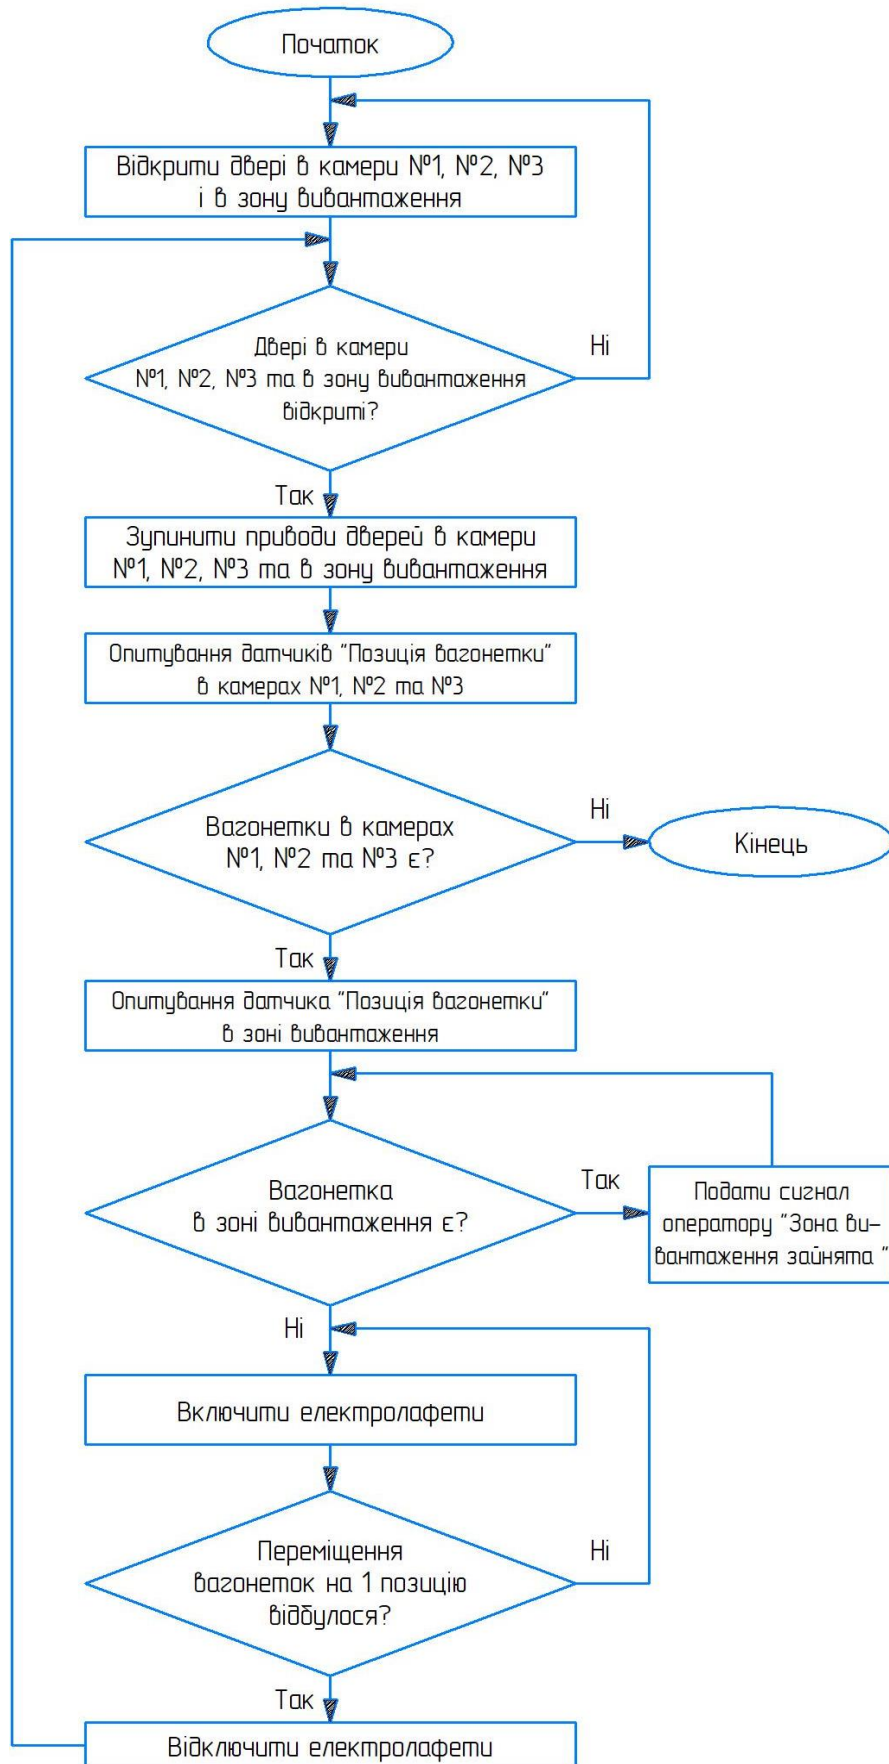 Початок
Відкрити двері в камери №1, №2, №3
і в зону вивантаження
Двері в камери
№1, №2, №3 та в зону вивантаження
відкриті?
Ні
Так
Зупинити приводи дверей в камери
№1, №2, №3 та в зону вивантаження
Опитування датчиків "Позиція вагонетки"
в камерах №1, №2 та №3
Вагонетки в камерах
№1, №2 та №3 є?
Ні
Кінець
Так
Опитування датчика "Позиція вагонетки"
в зоні вивантаження
Вагонетка
в зоні вивантаження є?
Так
Подати сигнал
оператору "Зона ви-
вантаження зайнята "
Ні
Включити електролафети
Переміщення
вагонеток на 1 позицію
відбулося?
Ні
Так
Відключити електролафети